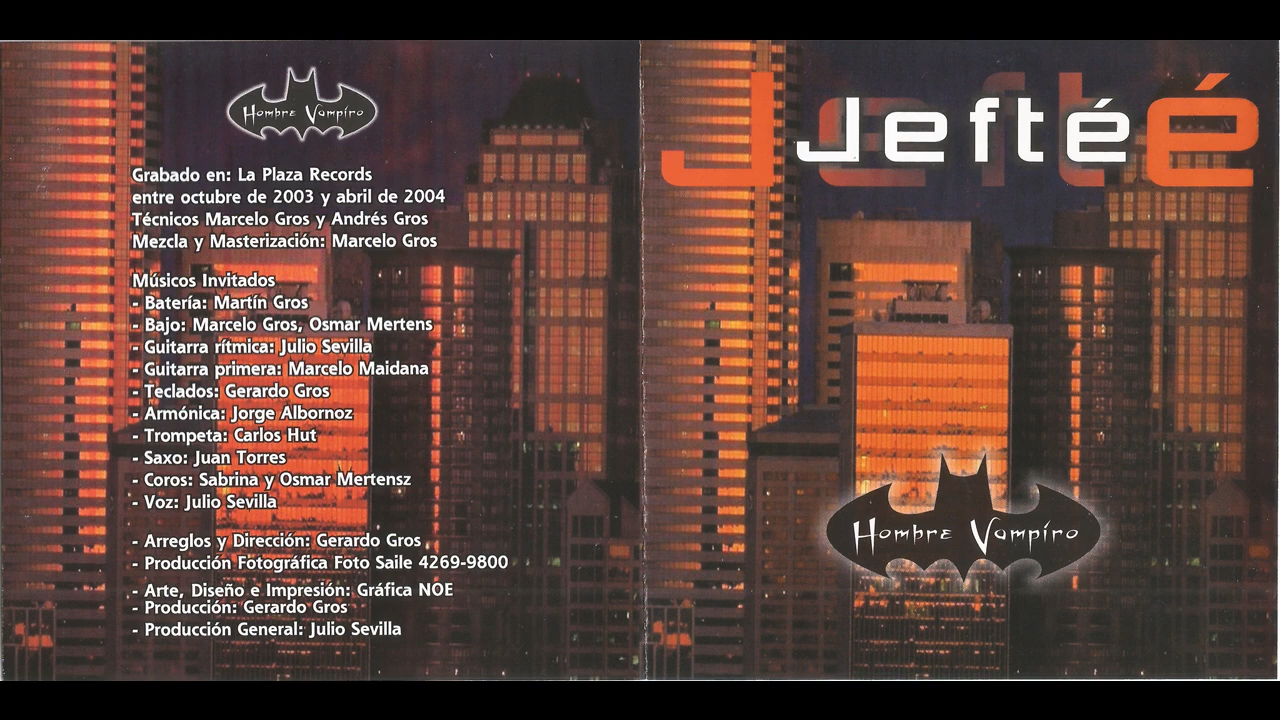 Hombre Vampiro
Grabado en: La Plaza Records
entre octubre de 2003 y abril de 2004
Técnicos Marcelo Gros y Andrés Gros
Mezcla y Masterización: Marcelo Gros
Músicos Invitados
- Batería: Martín Gros
- Bajo: Marcelo Gros, Osmar Mertens
- Guitarra rítmica: Julio Sevilla
- Guitarra primera: Marcelo Maidana
- Teclados: Gerardo Gros
- Armónica: Jorge Albornoz
- Trompeta: Carlos Hut
- Saxo: Juan Torres
- Coros: Sabrina y Osmar Mertensz
- Voz: Julio Sevilla
- Arreglos y Dirección: Gerardo Gros
- Producción Fotográfica Foto Saile 4269-9800
- Arte, Diseño e Impresión: Gráfica NOE
- Producción: Gerardo Gros
- Producción General: Julio Sevilla
Jefté
Jefté
Hombre Vampiro